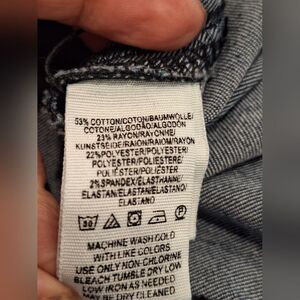 53% COTTON/COTON/BAUMWOLLE/
COTONE/ALGODÃO/ALGODÓN
23% RAYON/RAYONNE/
KUNSTSEIDE/RAION/RAIOM/RAYON
22% POLYESTER/POLYESTER/
POLYESTER/POLIESTERE/
POLIÉSTER/POLIÉSTER
2% SPANDEX/ÉLASTHANNE/
ELASTAN/ELASTAN/ELASTANO/
ELASTANO
30
P
MACHINE WASH COLD
WITH LIKE COLORS
USE ONLY NON-CHLORINE
BLEACH TUMBLE DRY LOW
LOW IRON AS NEEDED
MAY BE DRY CLEANED